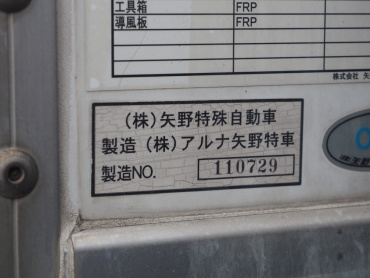 工具箱 FRP
導風板 FRP
株式会社 矢
(株)矢野特殊自動車
製造 (株)アルナ矢野特車
製造NO. 110729